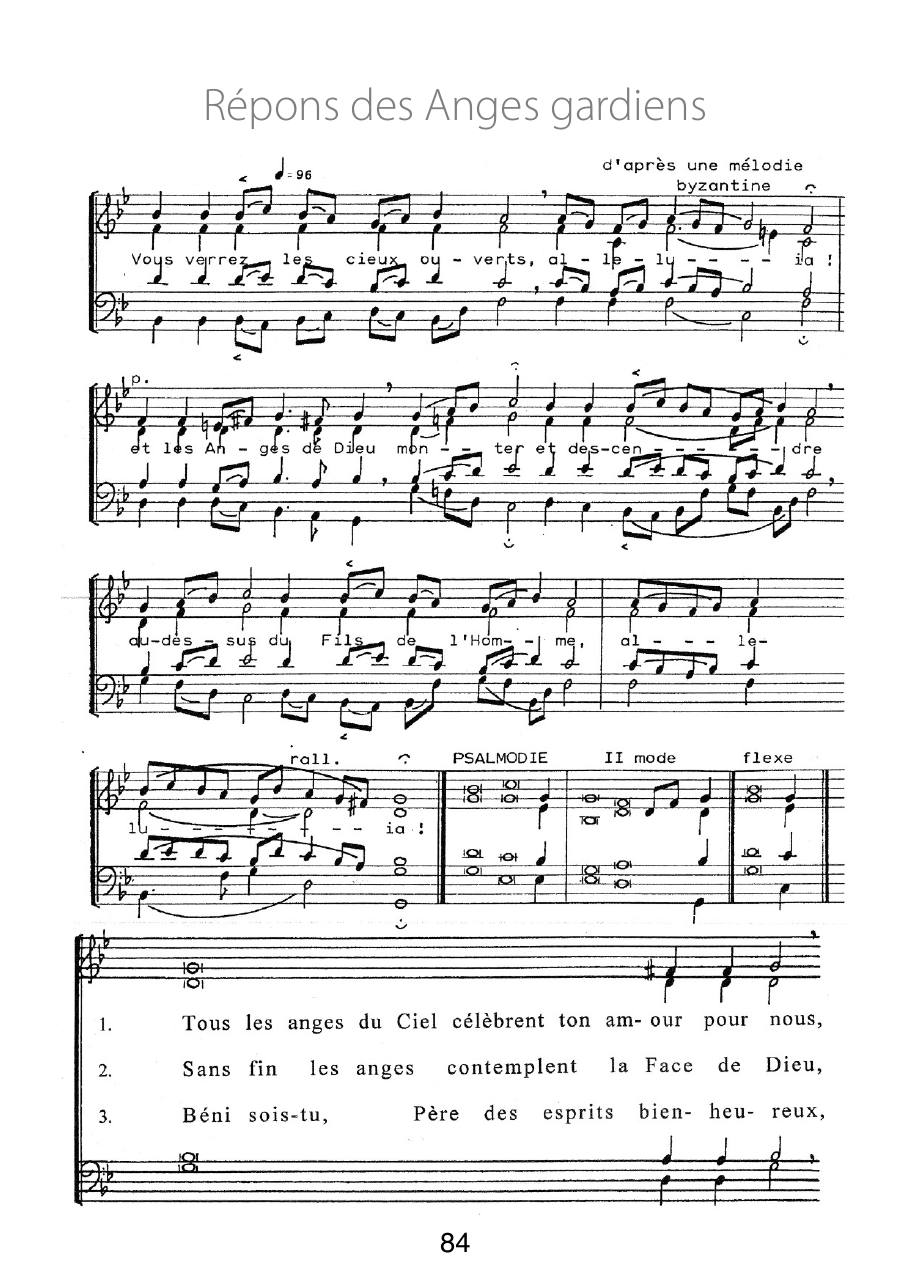 Répons des Anges gardiens
= 96
d'après une mélodie
byzantine
Vous verrez les cieux ou - verts, al - le - lu - - - - ia !
p.
et les An - ges de Dieu mon - - ter et des-cen - - - - - - dre
au-dès - sus du Fils de l'Hom- - me, al - - - - le-
rall.
PSALMODIE II mode flexe
lu - - - - - - - - ia !
1. Tous les anges du Ciel célèbrent ton am- our pour nous,
2. Sans fin les anges contemplent la Face de Dieu,
3. Béni sois-tu, Père des esprits bien- heu- reux,
84